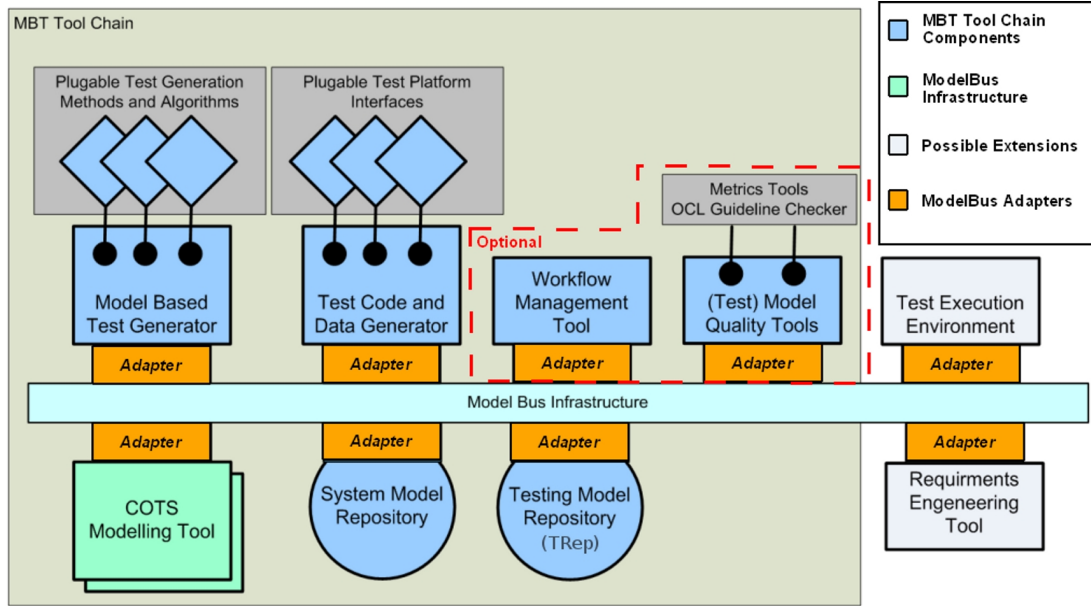 MBT Tool Chain
Plugable Test Generation
Methods and Algorithms
Plugable Test Platform
Interfaces
Metrics Tools
OCL Guideline Checker
Optional
Model Based
Test Generator
Test Code and
Data Generator
Workflow
Management
Tool
(Test) Model
Quality Tools
Test Execution
Environment
Adapter
Adapter
Adapter
Adapter
Adapter
Model Bus Infrastructure
Adapter
Adapter
Adapter
Adapter
COTS
Modelling Tool
System Model
Repository
Testing Model
Repository
(TRep)
Requirments
Engeneering
Tool
MBT Tool Chain
Components
ModelBus
Infrastructure
Possible Extensions
ModelBus Adapters